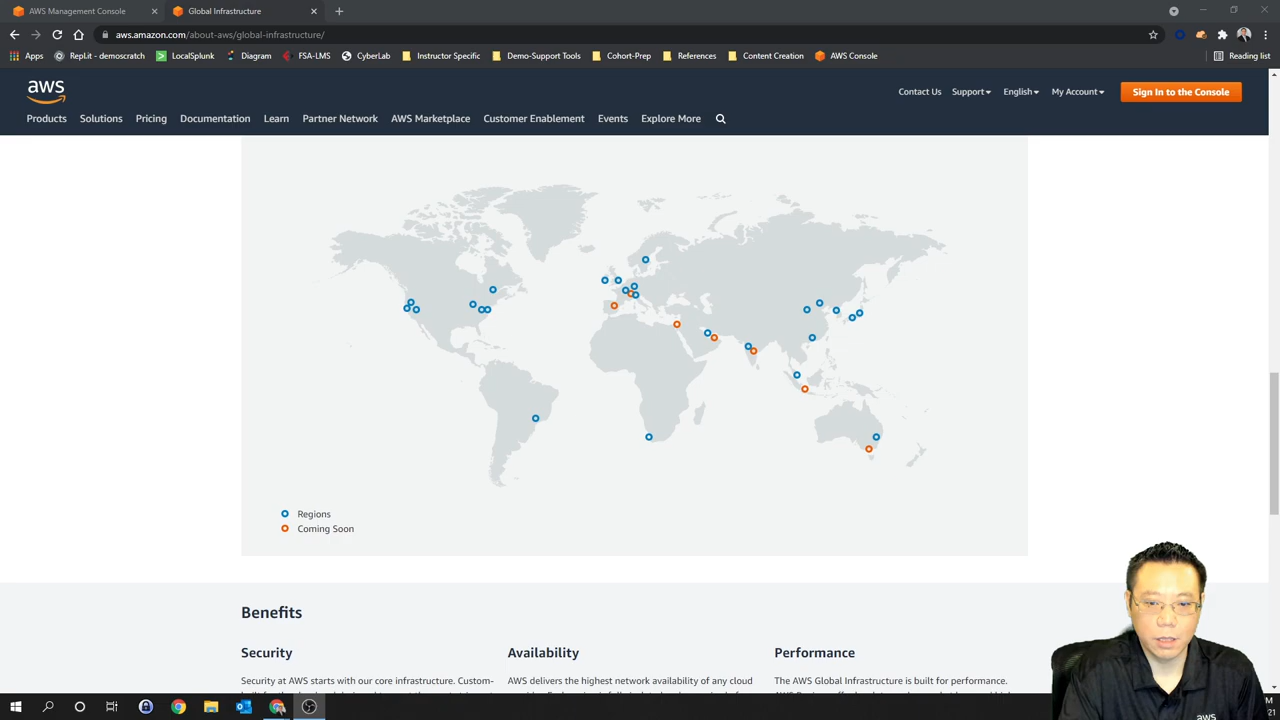 AWS Management Console
Global Infrastructure
aws.amazon.com/about-aws/global-infrastructure/
Apps
RepLit - demoscratch
LocalSplunk
Diagram
FSA-LMS
CyberLab
Instructor Specific
Demo-Support Tools
Cohort-Prep
References
Content Creation
AWS Console
Reading list
aws
Contact Us
Support
English
My Account
Sign In to the Console
Products
Solutions
Pricing
Documentation
Learn
Partner Network
AWS Marketplace
Customer Enablement
Events
Explore More
Regions
Coming Soon
Benefits
Security
Availability
Performance
Security at AWS starts with our core infrastructure. Custom-
AWS delivers the highest network availability of any cloud
The AWS Global Infrastructure is built for performance.
aws